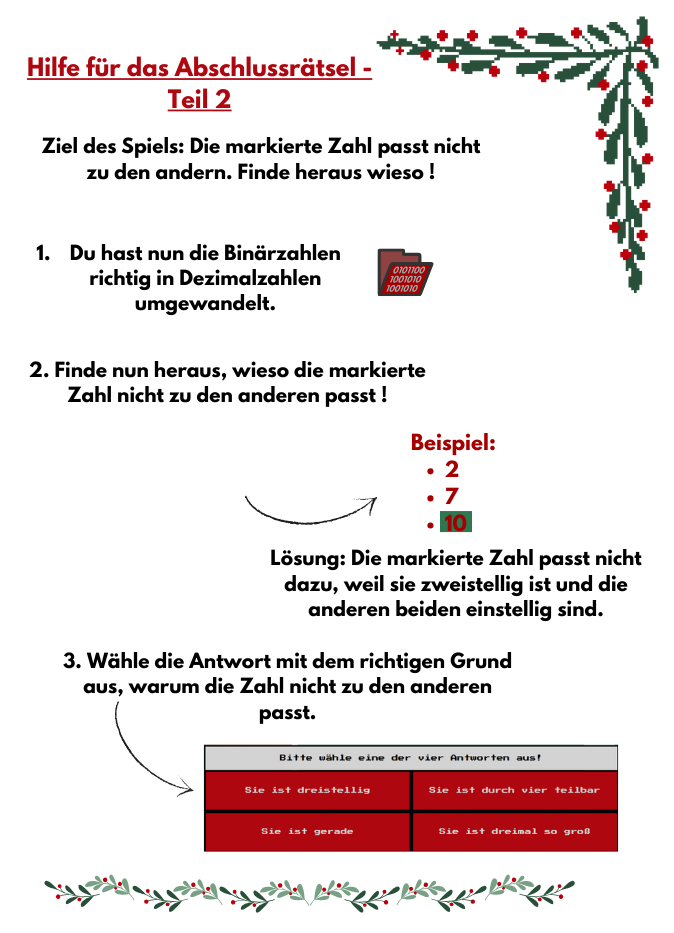 Hilfe für das Abschlussrätsel -
Teil 2
Ziel des Spiels: Die markierte Zahl passt nicht
zu den andern. Finde heraus wieso !
1. Du hast nun die Binärzahlen
richtig in Dezimalzahlen
umgewandelt.
0101100
1001010
1001010
2. Finde nun heraus, wieso die markierte
Zahl nicht zu den anderen passt !
Beispiel:
• 2
• 7
• 10
Lösung: Die markierte Zahl passt nicht
dazu, weil sie zweistellig ist und die
anderen beiden einstellig sind.
3. Wähle die Antwort mit dem richtigen Grund
aus, warum die Zahl nicht zu den anderen
passt.
Bitte wähle eine der vier Antworten aus!
Sie ist dreistellig
Sie ist durch vier teilbar
Sie ist gerade
Sie ist dreimal so groß